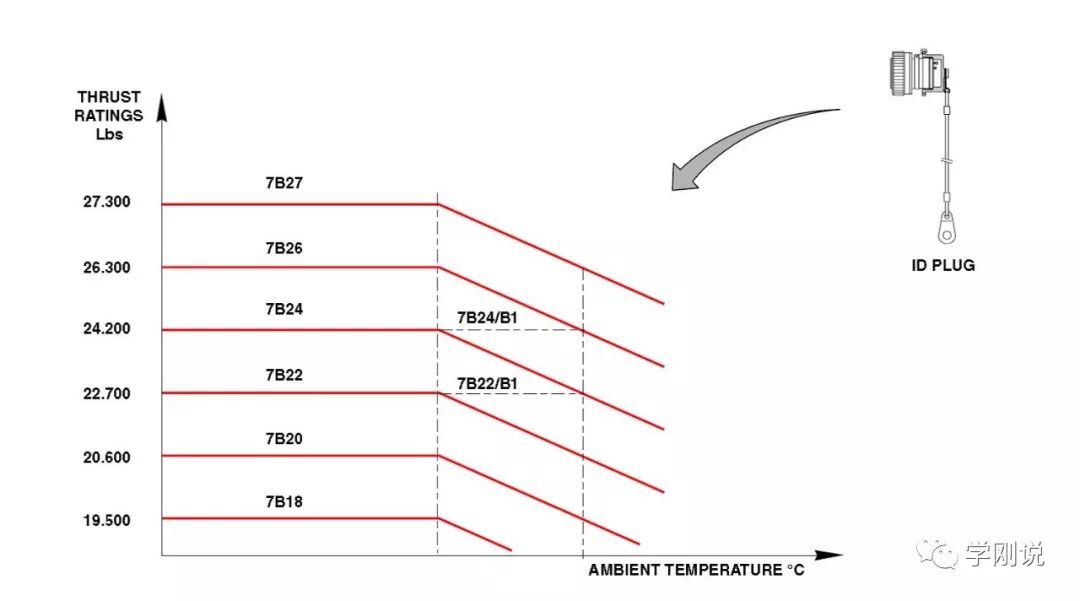 THRUST
RATINGS
Lbs
27.300
7B27
26.300
7B26
24.200
7B24
7B24/B1
22.700
7B22
7B22/B1
20.600
7B20
19.500
7B18
AMBIENT TEMPERATURE °C
ID PLUG
学刚说